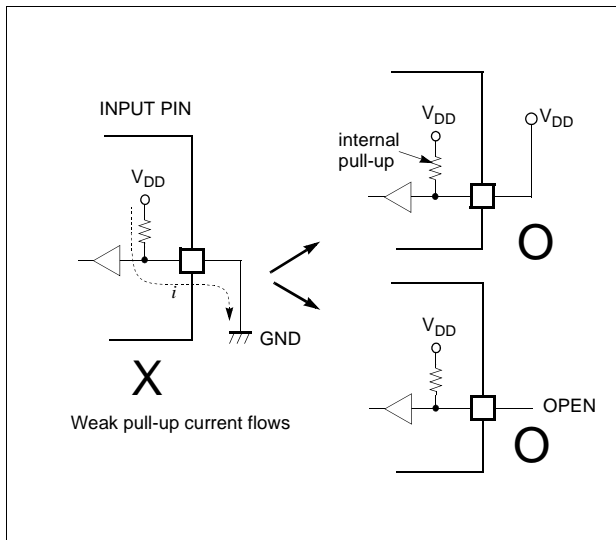 INPUT PIN
VDD
i
GND
X
Weak pull-up current flows
VDD
VDD
internal
pull-up
O
VDD
OPEN
O